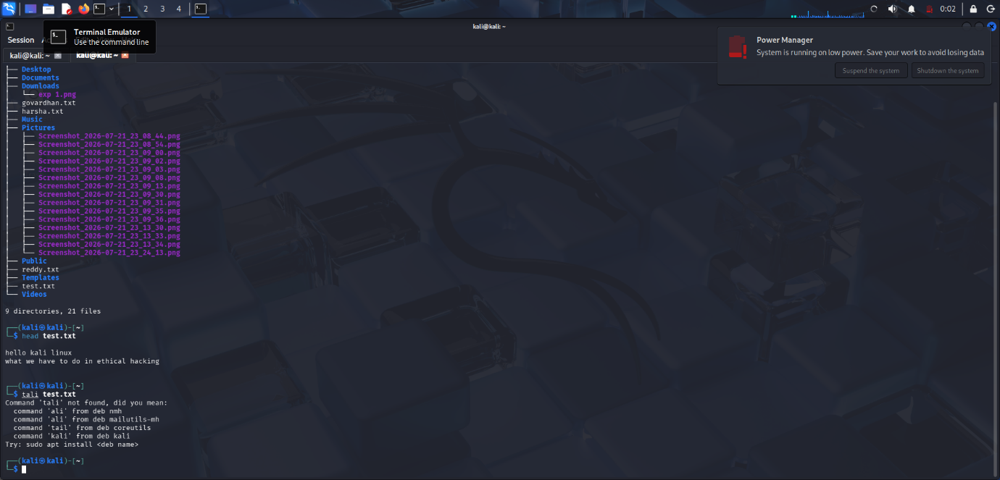 1 2 3 4
0:02
Terminal Emulator
Use the command line
kali@kali: ~
Session
kali@kali: ~
kali@kali: ~
Power Manager
System is running on low power. Save your work to avoid losing data
Suspend the system Shutdown the system
├── Desktop
├── Documents
├── Downloads
│   └── exp 1.png
├── govardhan.txt
├── harsha.txt
├── Music
├── Pictures
│   ├── Screenshot_2026-07-21_23_08_44.png
│   ├── Screenshot_2026-07-21_23_08_54.png
│   ├── Screenshot_2026-07-21_23_09_00.png
│   ├── Screenshot_2026-07-21_23_09_02.png
│   ├── Screenshot_2026-07-21_23_09_03.png
│   ├── Screenshot_2026-07-21_23_09_08.png
│   ├── Screenshot_2026-07-21_23_09_13.png
│   ├── Screenshot_2026-07-21_23_09_30.png
│   ├── Screenshot_2026-07-21_23_09_31.png
│   ├── Screenshot_2026-07-21_23_09_35.png
│   ├── Screenshot_2026-07-21_23_09_36.png
│   ├── Screenshot_2026-07-21_23_13_30.png
│   ├── Screenshot_2026-07-21_23_13_33.png
│   ├── Screenshot_2026-07-21_23_13_34.png
│   └── Screenshot_2026-07-21_23_24_13.png
├── Public
├── reddy.txt
├── Templates
├── test.txt
└── Videos
9 directories, 21 files
┌──(kali㉿kali)-[~]
└─$ head test.txt
hello kali linux
what we have to do in ethical hacking
┌──(kali㉿kali)-[~]
└─$ tali test.txt
Command 'tali' not found, did you mean:
  command 'ali' from deb nmh
  command 'ali' from deb mailutils-mh
  command 'tail' from deb coreutils
  command 'kali' from deb kali
Try: sudo apt install <deb name>
┌──(kali㉿kali)-[~]
└─$